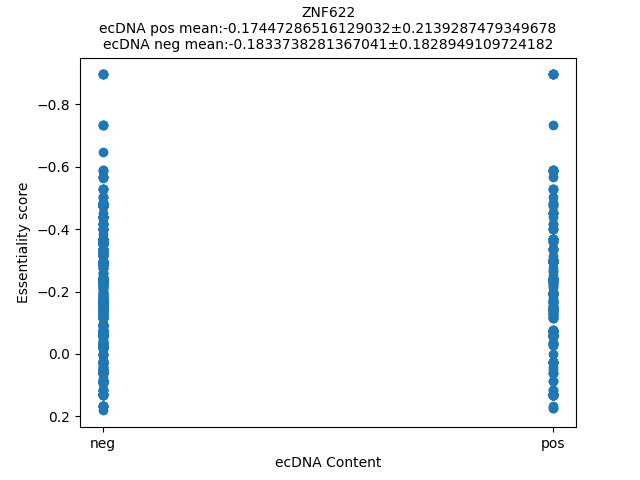 ZNF622
ecDNA pos mean:-0.17447286516129032±0.2139287479349678
ecDNA neg mean:-0.1833738281367041±0.1828949109724182
Essentiality score
−0.8
−0.6
−0.4
−0.2
0.0
0.2
neg
pos
ecDNA Content